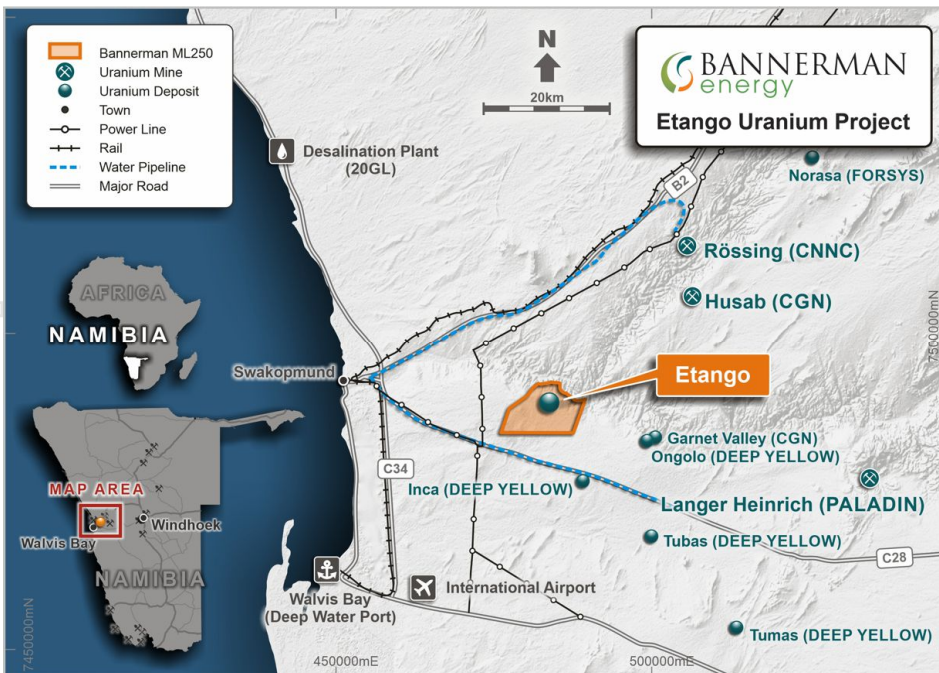 Bannerman ML250
Uranium Mine
Uranium Deposit
Town
Power Line
Rail
Water Pipeline
Major Road
N
20km
BANNERMAN
energy
Etango Uranium Project
Desalination Plant
(20GL)
B2
Norasa (FORSYS)
Rössing (CNNC)
Husab (CGN)
AFRICA
NAMIBIA
7500000mN
Swakopmund
Etango
C34
Garnet Valley (CGN)
Ongolo (DEEP YELLOW)
Inca (DEEP YELLOW)
Langer Heinrich (PALADIN)
MAP AREA
Windhoek
Walvis Bay
NAMIBIA
Tubas (DEEP YELLOW)
C28
International Airport
Walvis Bay
(Deep Water Port)
Tumas (DEEP YELLOW)
7450000mN
450000mE
500000mE